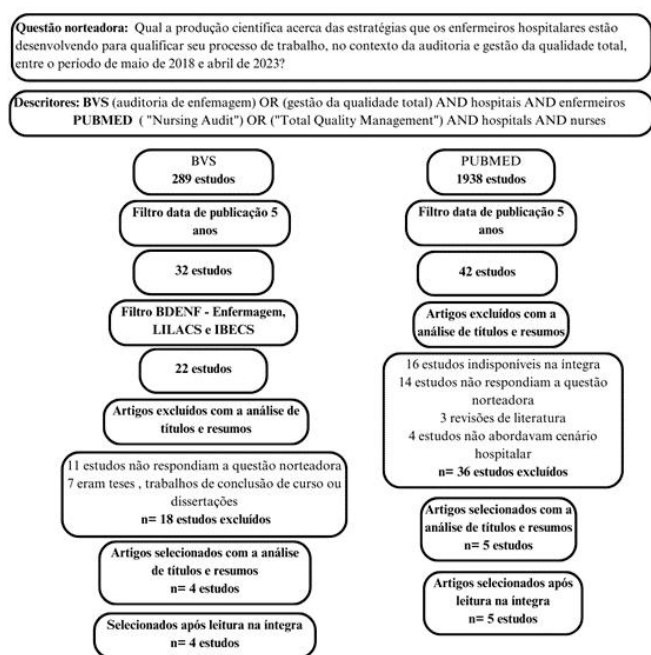 Questão norteadora: Qual a produção científica acerca das estratégias que os enfermeiros hospitalares estão
desenvolvendo para qualificar seu processo de trabalho, no contexto da auditoria e gestão da qualidade total,
entre o período de maio de 2018 e abril de 2023?
Descritores: BVS (auditoria de enfemagem) OR (gestão da qualidade total) AND hospitais AND enfermeiros
PUBMED ( "Nursing Audit") OR ("Total Quality Management") AND hospitals AND nurses
BVS
289 estudos
Filtro data de publicação 5
anos
32 estudos
Filtro BDENF - Enfermagem,
LILACS e IBECS
22 estudos
Artigos excluídos com a análise de
títulos e resumos
11 estudos não respondiam a questão norteadora
7 eram teses , trabalhos de conclusão de curso ou
dissertações
n= 18 estudos excluídos
Artigos selecionados com a análise
de títulos e resumos
n= 4 estudos
Selecionados após leitura na íntegra
n= 4 estudos
PUBMED
1938 estudos
Filtro data de publicação 5
anos
42 estudos
Artigos excluídos com a
análise de títulos e resumos
16 estudos indisponíveis na íntegra
14 estudos não respondiam a questão
norteadora
3 revisões de literatura
4 estudos não abordavam cenário
hospitalar
n= 36 estudos excluídos
Artigos selecionados com a
análise de títulos e resumos
n= 5 estudos
Artigos selecionados após
leitura na íntegra
n= 5 estudos